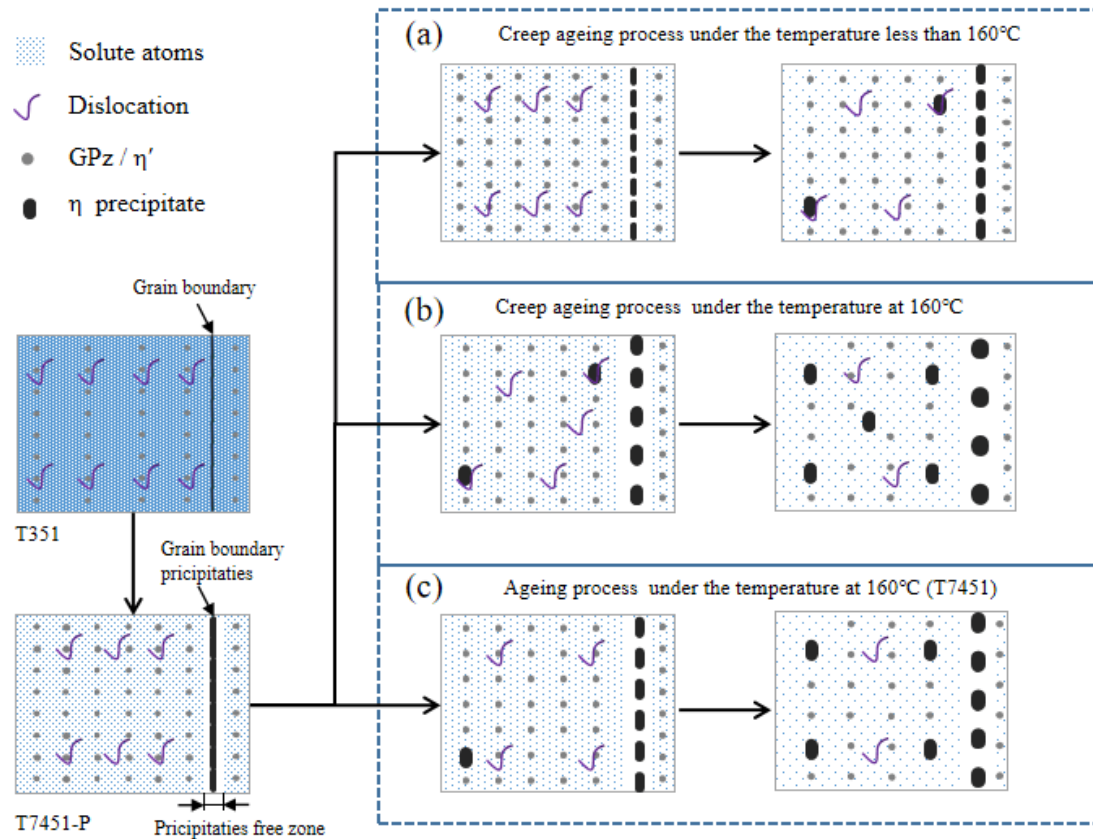 Solute atoms
Dislocation
GPz / η′
η precipitate
Grain boundary
T351
Grain boundary
pricipitaties
T7451-P
Pricipitaties free zone
(a)
Creep ageing process under the temperature less than 160℃
(b)
Creep ageing process under the temperature at 160℃
(c)
Ageing process under the temperature at 160℃ (T7451)